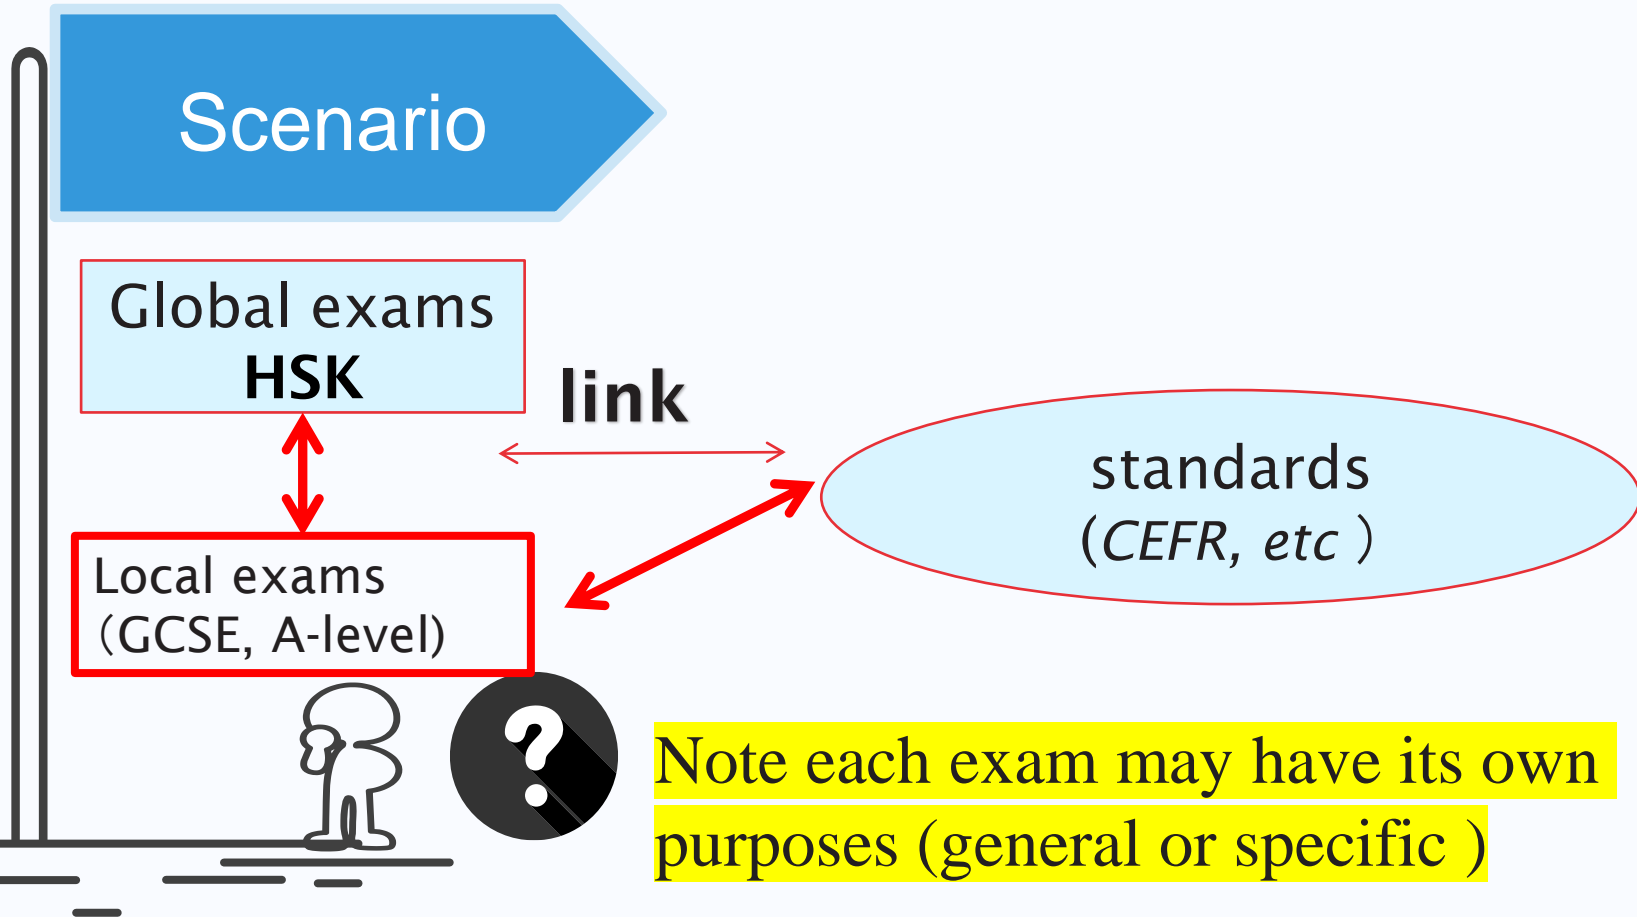 Scenario
Global exams
HSK
link
standards
(CEFR, etc ）
Local exams
（GCSE, A-level)
?
Note each exam may have its own
purposes (general or specific )